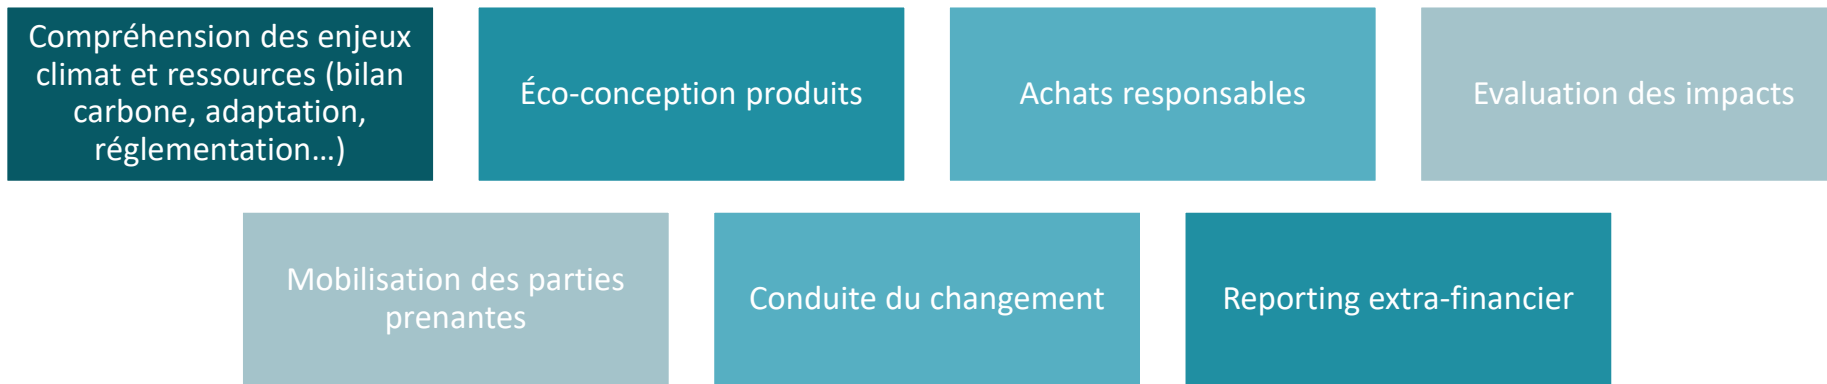 Compréhension des enjeux
climat et ressources (bilan
carbone, adaptation,
réglementation…)
Éco-conception produits
Achats responsables
Evaluation des impacts
Mobilisation des parties
prenantes
Conduite du changement
Reporting extra-financier